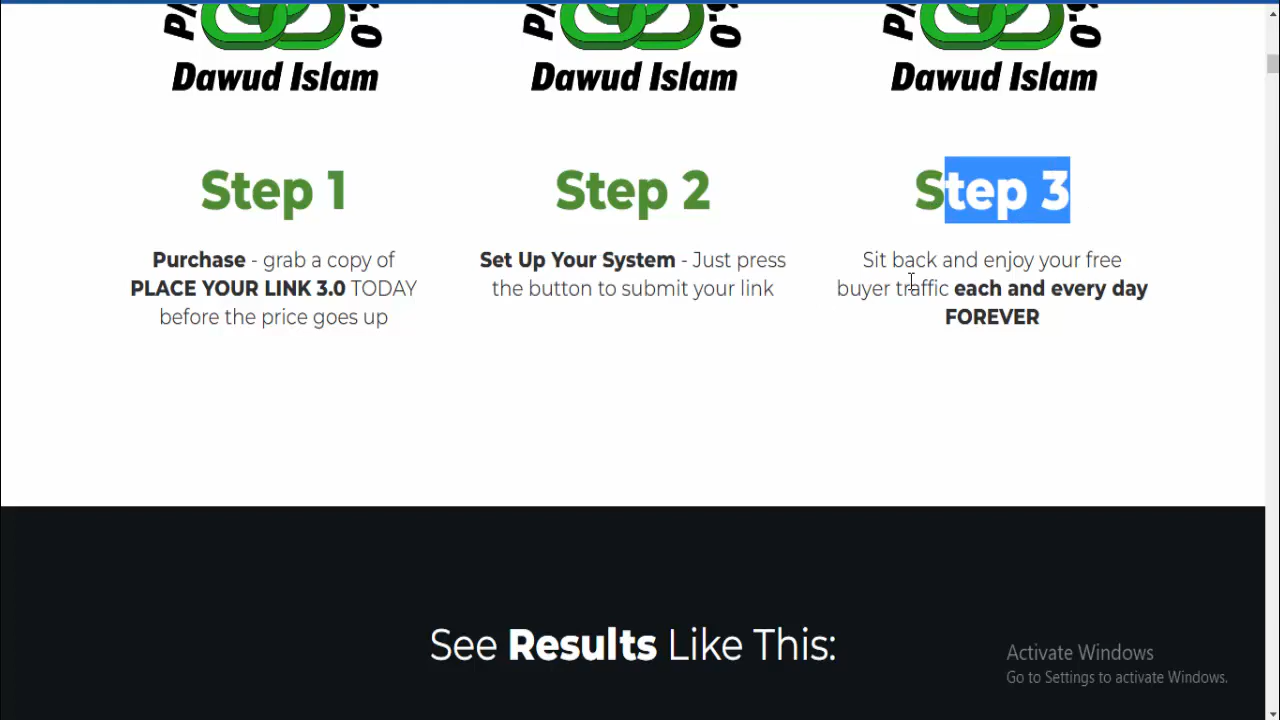 Dawud Islam
Dawud Islam
Dawud Islam
Step 1
Purchase - grab a copy of
PLACE YOUR LINK 3.0 TODAY
before the price goes up
Step 2
Set Up Your System - Just press
the button to submit your link
Step 3
Sit back and enjoy your free
buyer traffic each and every day
FOREVER
See Results Like This:
Activate Windows
Go to Settings to activate Windows.